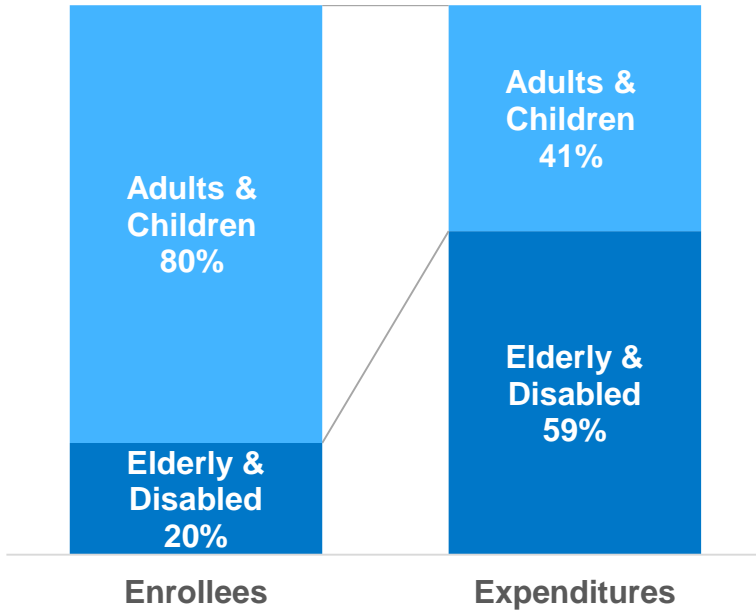 Adults &
Children
80%
Elderly &
Disabled
20%
Enrollees
Adults &
Children
41%
Elderly &
Disabled
59%
Expenditures